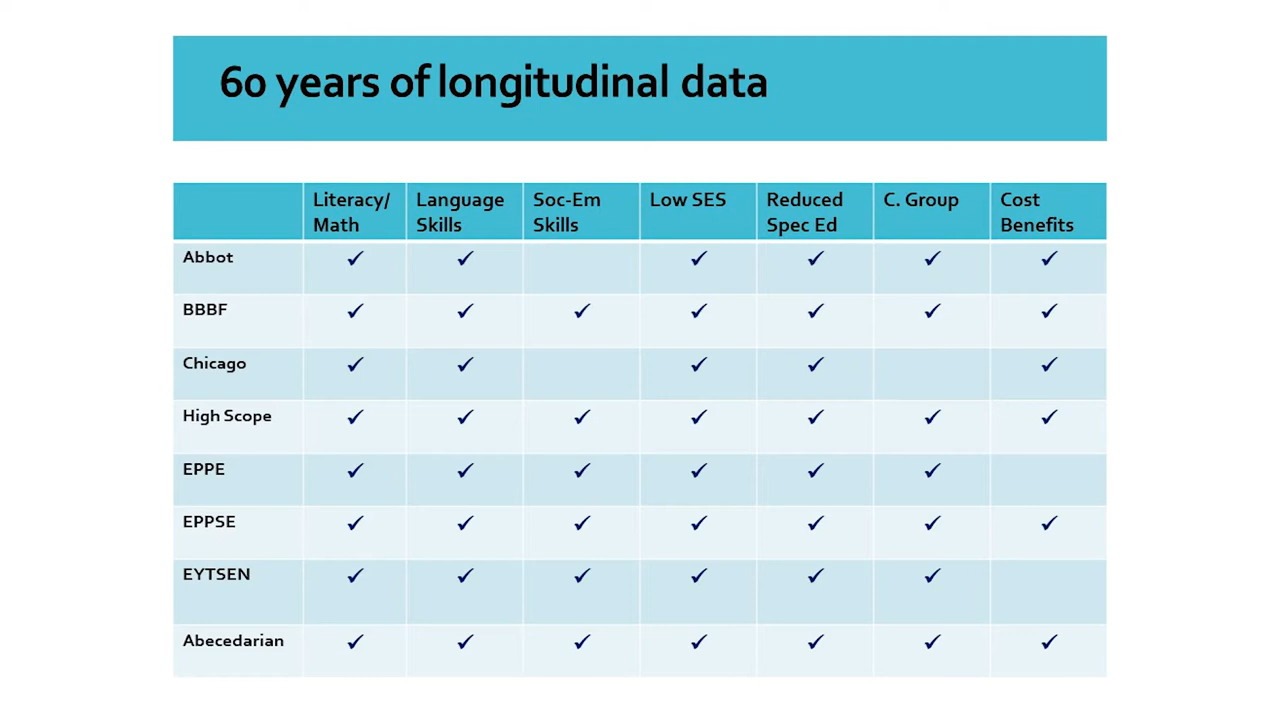 60 years of longitudinal data
Literacy/ Language Soc-Em Low SES Reduced C. Group Cost
Math Skills Skills Spec Ed Benefits
Abbot ✓ ✓ ✓ ✓ ✓ ✓
BBBF ✓ ✓ ✓ ✓ ✓ ✓ ✓
Chicago ✓ ✓ ✓ ✓ ✓
High Scope ✓ ✓ ✓ ✓ ✓ ✓ ✓
EPPE ✓ ✓ ✓ ✓ ✓ ✓
EPPSE ✓ ✓ ✓ ✓ ✓ ✓ ✓
EYTSEN ✓ ✓ ✓ ✓ ✓ ✓
Abecedarian ✓ ✓ ✓ ✓ ✓ ✓ ✓